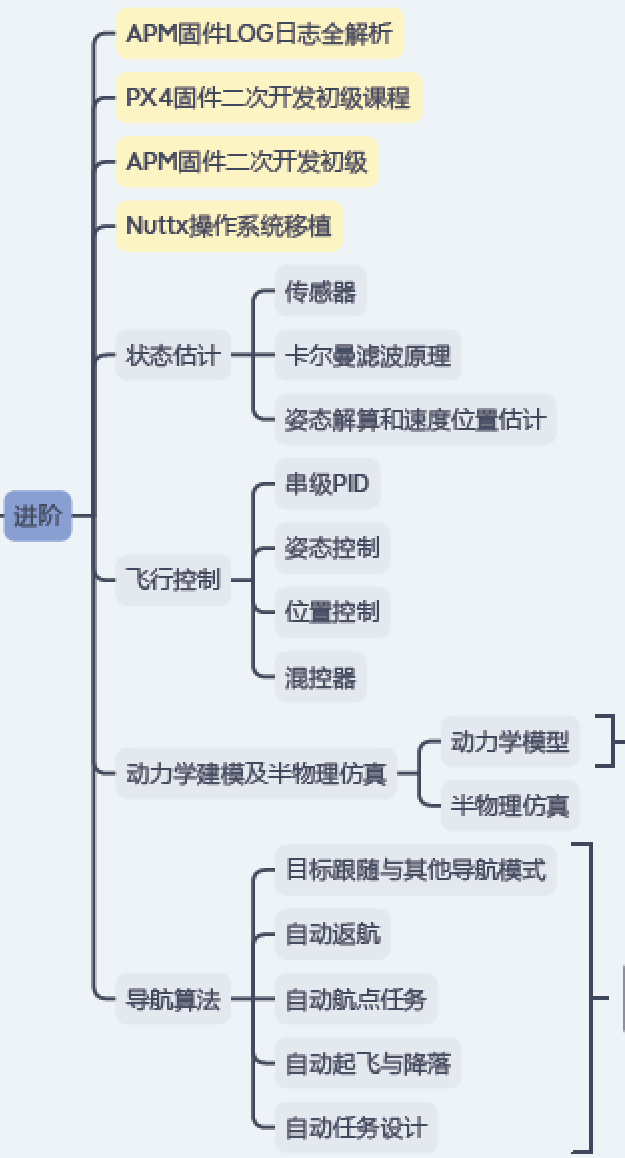 APM固件LOG日志全解析
PX4固件二次开发初级课程
APM固件二次开发初级
Nuttx操作系统移植
传感器
状态估计
卡尔曼滤波原理
姿态解算和速度位置估计
串级PID
进阶
姿态控制
飞行控制
位置控制
混控器
动力学模型
动力学建模及半物理仿真
半物理仿真
目标跟随与其他导航模式
自动返航
导航算法
自动航点任务
自动起飞与降落
自动任务设计